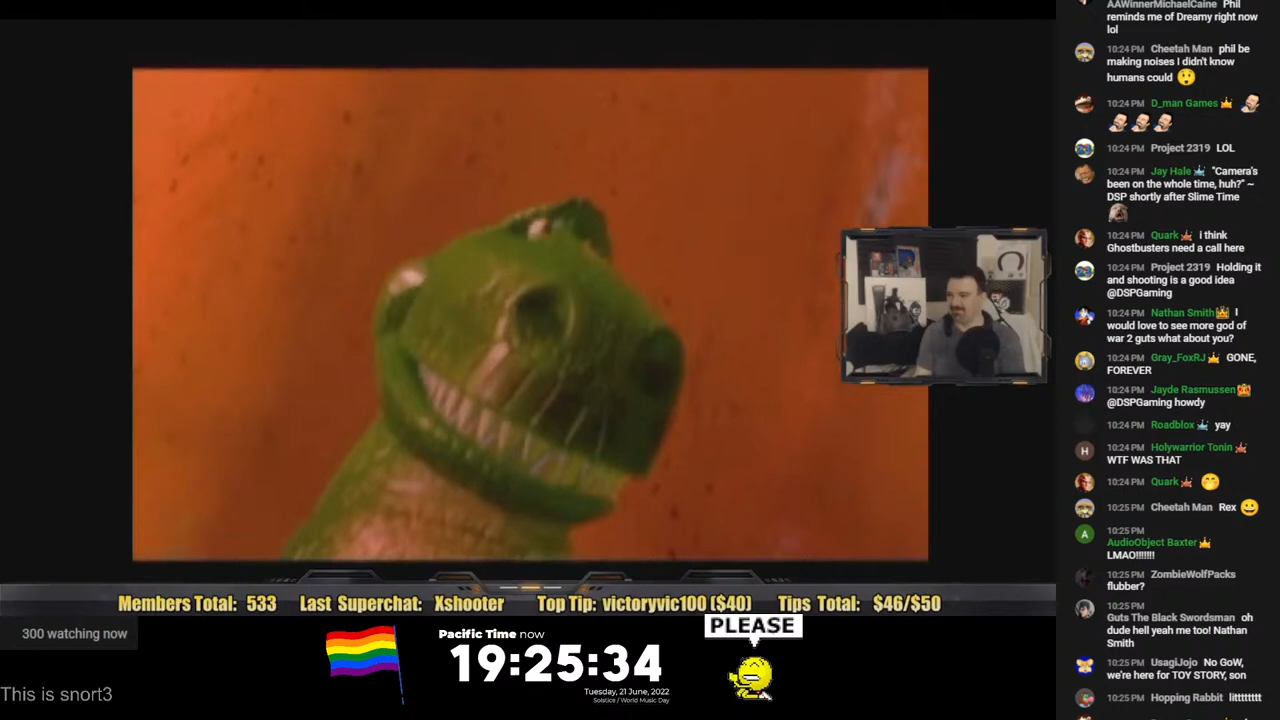 AAWinnerMichaelCaine Phil
reminds me of Dreamy right now
lol
10:24 PM Cheetah Man phil be
making noises I didn't know
humans could
10:24 PM D_man Games
10:24 PM Project 2319 LOL
10:24 PM Jay Hale "Camera's
been on the whole time, huh?" ~
DSP shortly after Slime Time
10:24 PM Quark i think
Ghostbusters need a call here
10:24 PM Project 2319 Holding it
and shooting is a good idea
@DSPGaming
10:24 PM Nathan Smith I
would love to see more god of
war 2 guts what about you?
10:24 PM Gray_FoxRJ GONE,
FOREVER
10:24 PM Jayde Rasmussen
@DSPGaming howdy
10:24 PM Roadblox yay
H 10:24 PM Holywarrior Tonin
WTF WAS THAT
10:24 PM Quark
10:25 PM Cheetah Man Rex
10:25 PM
A AudioObject Baxter
LMAO!!!!!!!
10:25 PM ZombieWolfPacks
flubber?
10:25 PM
Guts The Black Swordsman oh
dude hell yeah me too! Nathan
Smith
10:25 PM UsagiJojo No GoW,
we're here for TOY STORY, son
10:25 PM Hopping Rabbit litttttttt
Members Total: 533 Last Superchat: Xshooter Top Tip: victoryvic100 ($40) Tips Total: $46/$50
300 watching now
Pacific Time now
19:25:34
Tuesday, 21 June, 2022
Solstice / World Music Day
PLEASE
This is snort3